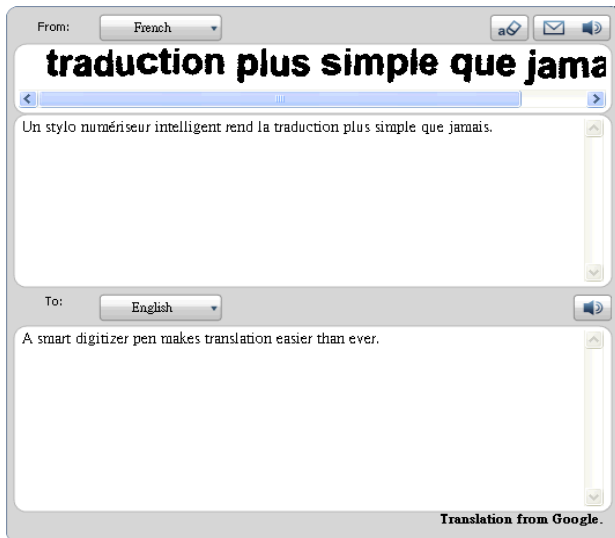 From: French
traduction plus simple que jama
Un stylo numériseur intelligent rend la traduction plus simple que jamais.
To: English
A smart digitizer pen makes translation easier than ever.
Translation from Google.